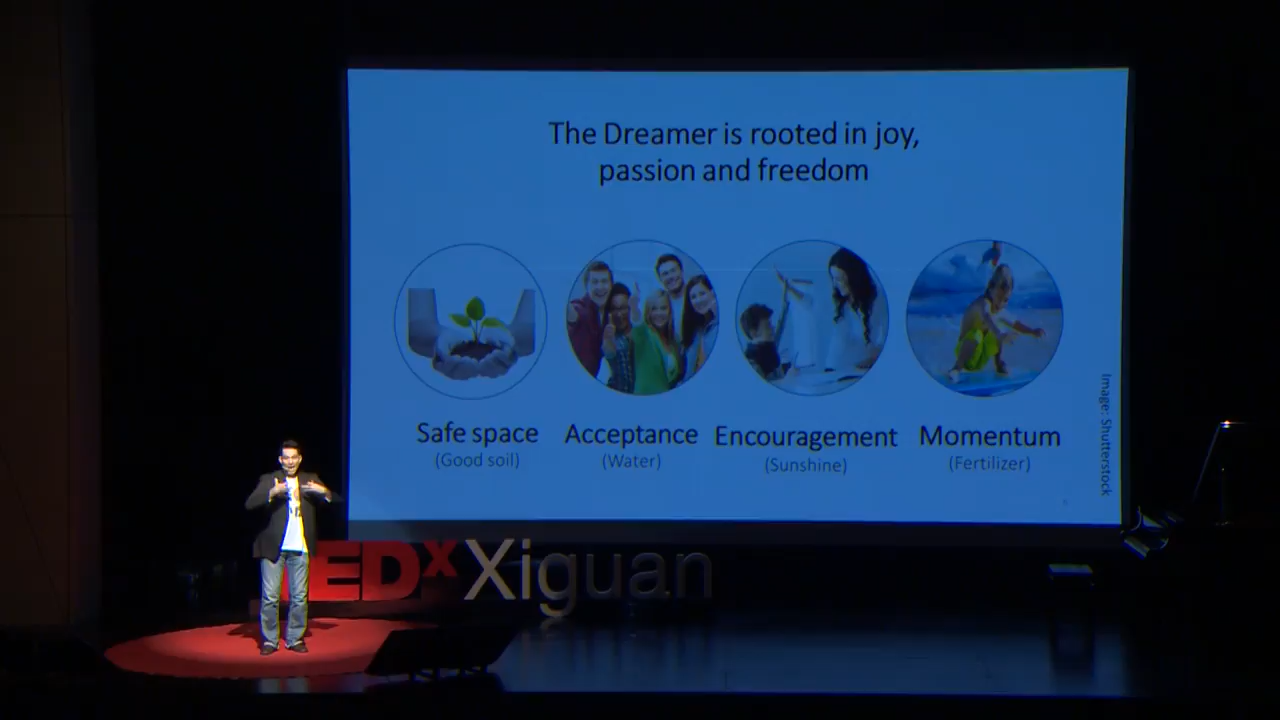 The Dreamer is rooted in joy,
passion and freedom
Safe space
(Good soil)
Acceptance
(Water)
Encouragement
(Sunshine)
Momentum
(Fertilizer)
Image: Shutterstock
TEDxXiguan